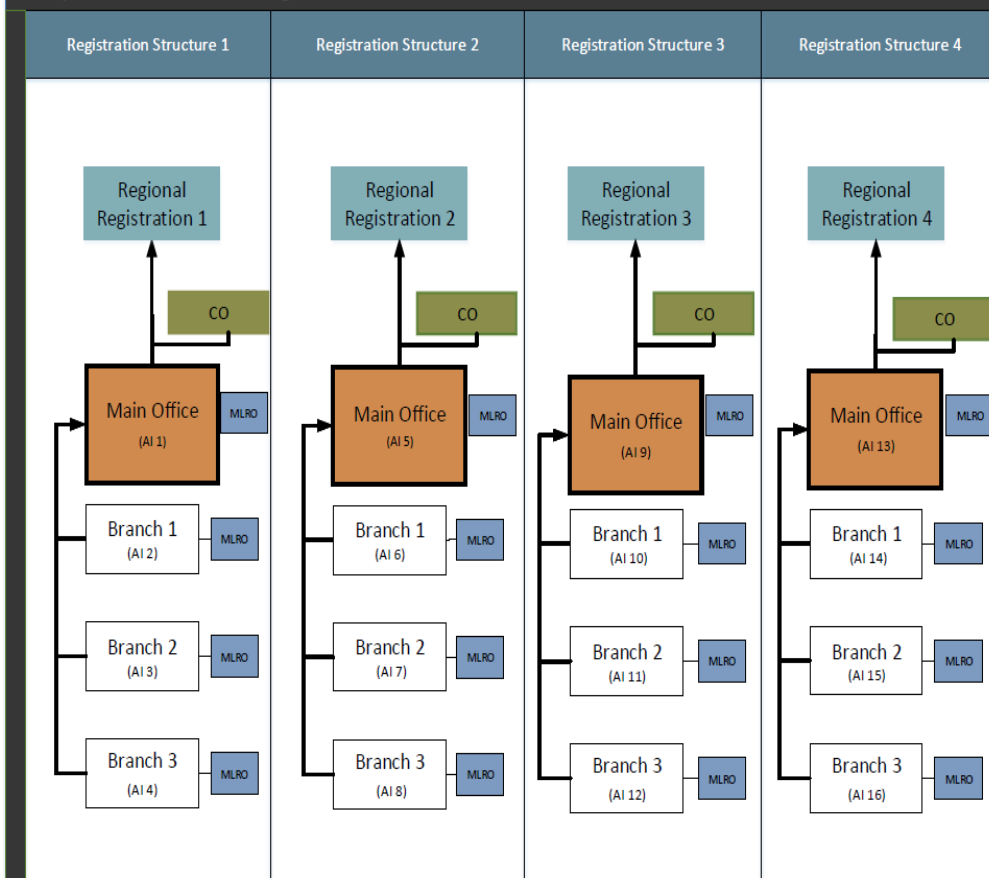 Registration Structure 1
Registration Structure 2
Registration Structure 3
Registration Structure 4
Regional
Registration 1
CO
Main Office
(AI 1)
MLRO
Branch 1
(AI 2)
MLRO
Branch 2
(AI 3)
MLRO
Branch 3
(AI 4)
MLRO
Regional
Registration 2
CO
Main Office
(AI 5)
MLRO
Branch 1
(AI 6)
MLRO
Branch 2
(AI 7)
MLRO
Branch 3
(AI 8)
MLRO
Regional
Registration 3
CO
Main Office
(AI 9)
MLRO
Branch 1
(AI 10)
MLRO
Branch 2
(AI 11)
MLRO
Branch 3
(AI 12)
MLRO
Regional
Registration 4
CO
Main Office
(AI 13)
MLRO
Branch 1
(AI 14)
MLRO
Branch 2
(AI 15)
MLRO
Branch 3
(AI 16)
MLRO